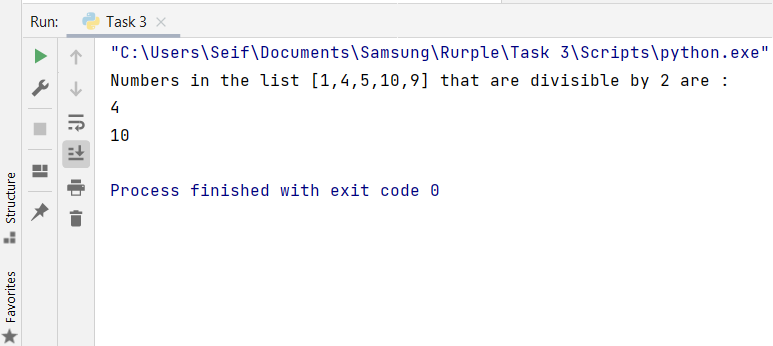 Run: Task 3
"C:\Users\Seif\Documents\Samsung\Rurple\Task 3\Scripts\python.exe"
Numbers in the list [1,4,5,10,9] that are divisible by 2 are :
4
10
Process finished with exit code 0
Structure
Favorites